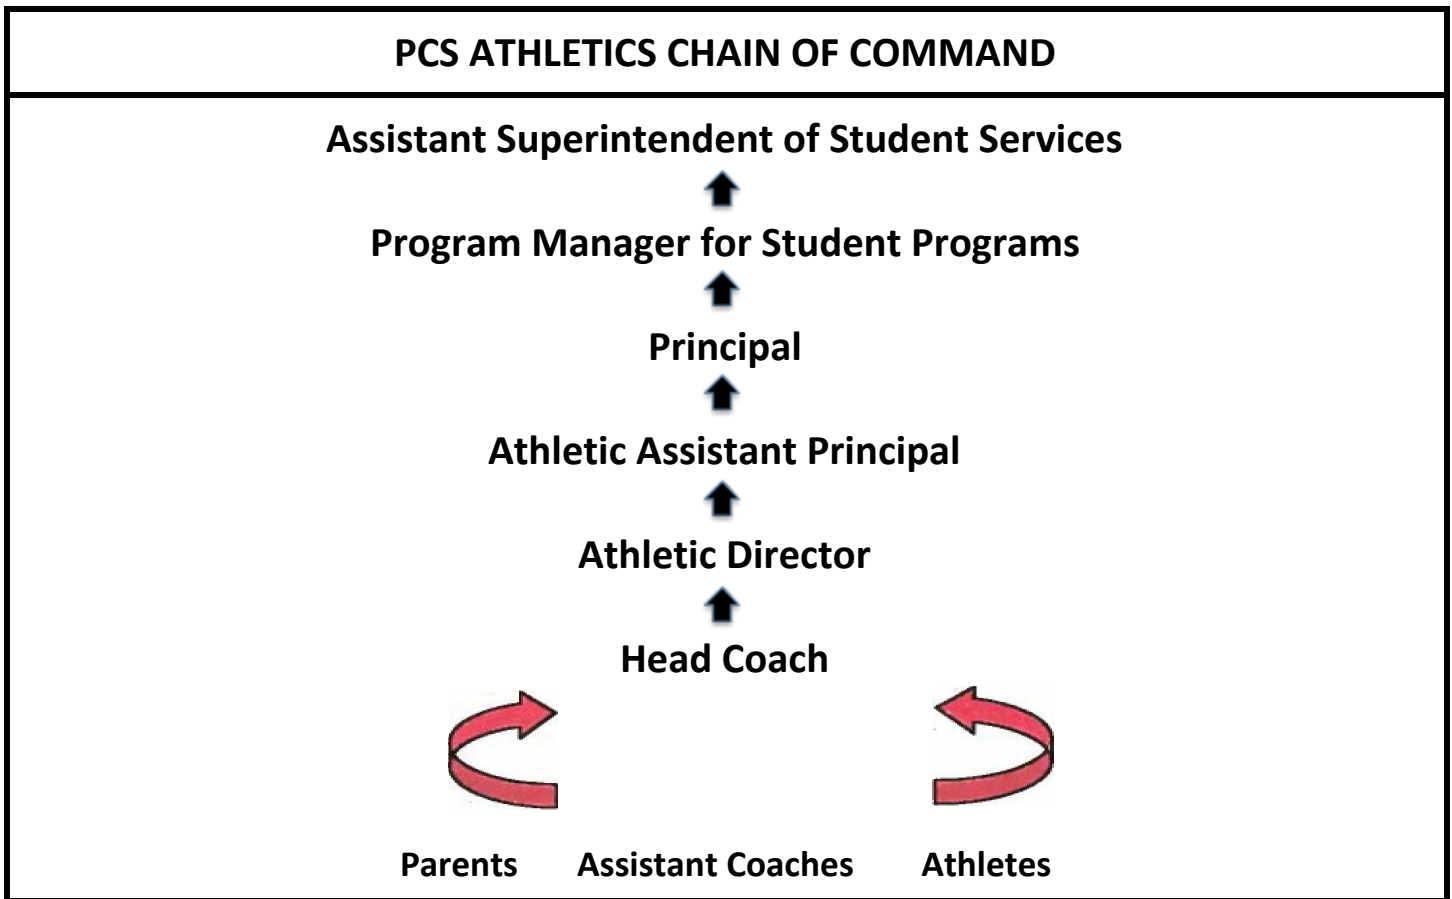 PCS ATHLETICS CHAIN OF COMMAND
Assistant Superintendent of Student Services
Program Manager for Student Programs
Principal
Athletic Assistant Principal
Athletic Director
Head Coach
Parents Assistant Coaches Athletes